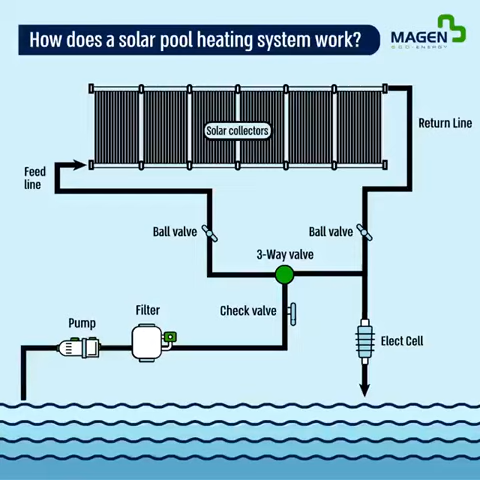 How does a solar pool heating system work?
MAGEN
ECO ENERGY
Solar collectors
Return Line
Feed
line
Ball valve
Ball valve
3-Way valve
Check valve
Filter
Pump
Elect Cell